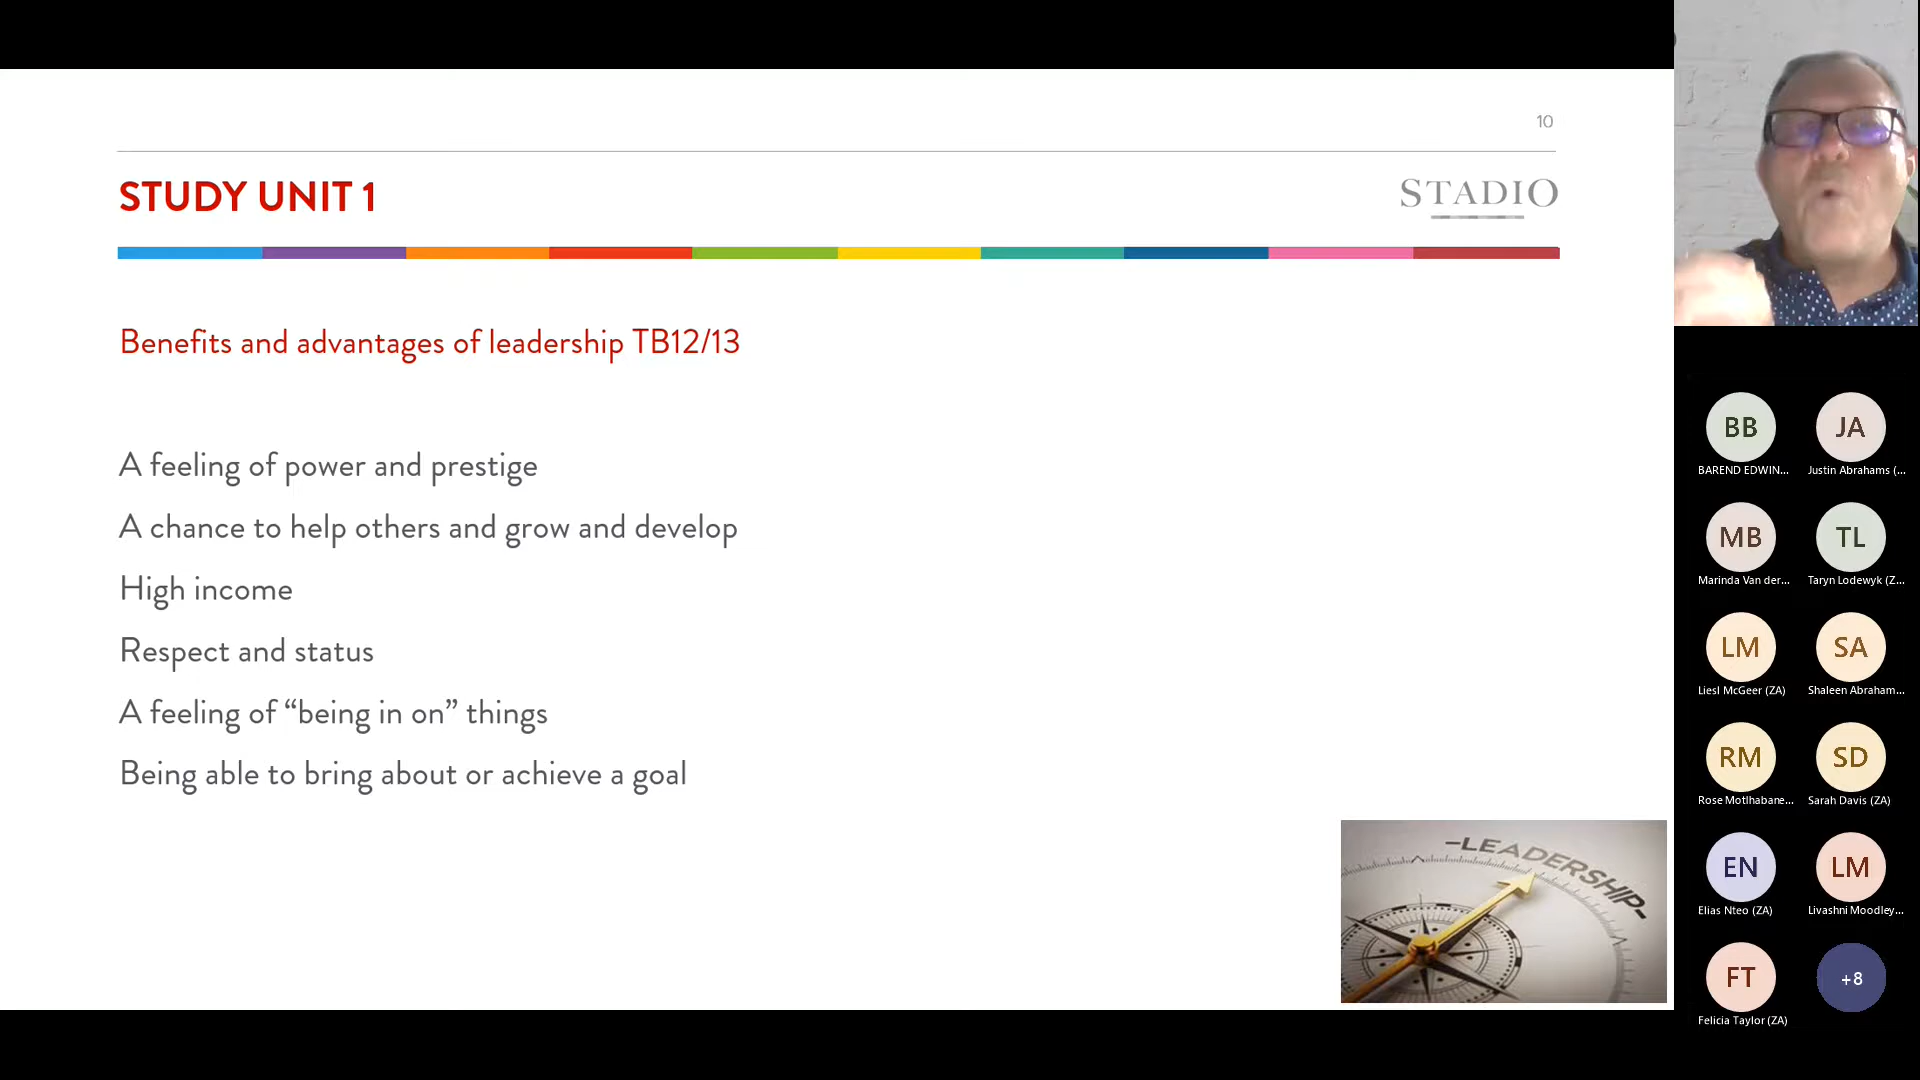 10
STUDY UNIT 1
STADIO
Benefits and advantages of leadership TB12/13
A feeling of power and prestige
A chance to help others and grow and develop
High income
Respect and status
A feeling of “being in on” things
Being able to bring about or achieve a goal
-LEADERSHIP-
BB
JA
BAREND EDWIN...
Justin Abrahams (...
MB
TL
Marinda Van der...
Taryn Lodewyk (Z...
LM
SA
Liesl McGeer (ZA)
Shaleen Abraham...
RM
SD
Rose Motlhabane...
Sarah Davis (ZA)
EN
LM
Elias Nteo (ZA)
Livashni Moodley...
FT
+8
Felicia Taylor (ZA)